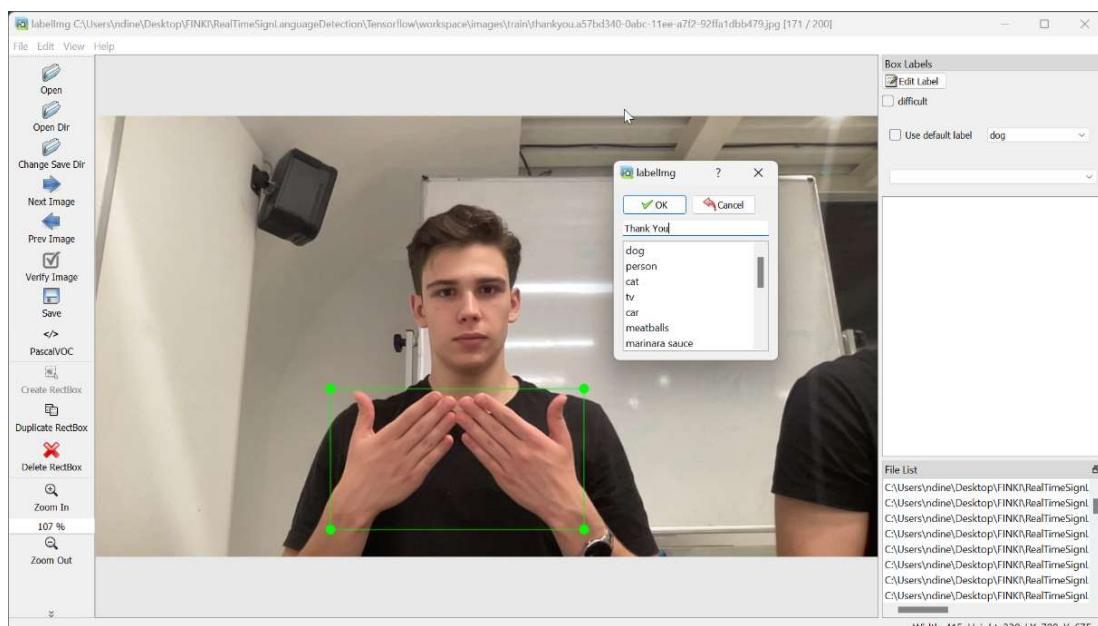 labelImg C:\Users\ndine\Desktop\FINKI\RealTimeSignLanguageDetection\Tensorflow\workspace\images\train\thankyou.a57bd340-0abc-11ee-a7f2-92ffa1dbb479.jpg [171 / 200]
File Edit View Help
Open
Open Dir
Change Save Dir
Next Image
Prev Image
Verify Image
Save
</>
PascalVOC
Create RectBox
Duplicate RectBox
Delete RectBox
Zoom In
107 %
Zoom Out
labelImg ? X
OK Cancel
Thank You
dog
person
cat
tv
car
meatballs
marinara sauce
Box Labels
Edit Label
difficult
Use default label dog
File List
C:\Users\ndine\Desktop\FINKI\RealTimeSignL
C:\Users\ndine\Desktop\FINKI\RealTimeSignL
C:\Users\ndine\Desktop\FINKI\RealTimeSignL
C:\Users\ndine\Desktop\FINKI\RealTimeSignL
C:\Users\ndine\Desktop\FINKI\RealTimeSignL
C:\Users\ndine\Desktop\FINKI\RealTimeSignL
C:\Users\ndine\Desktop\FINKI\RealTimeSignL
C:\Users\ndine\Desktop\FINKI\RealTimeSignL